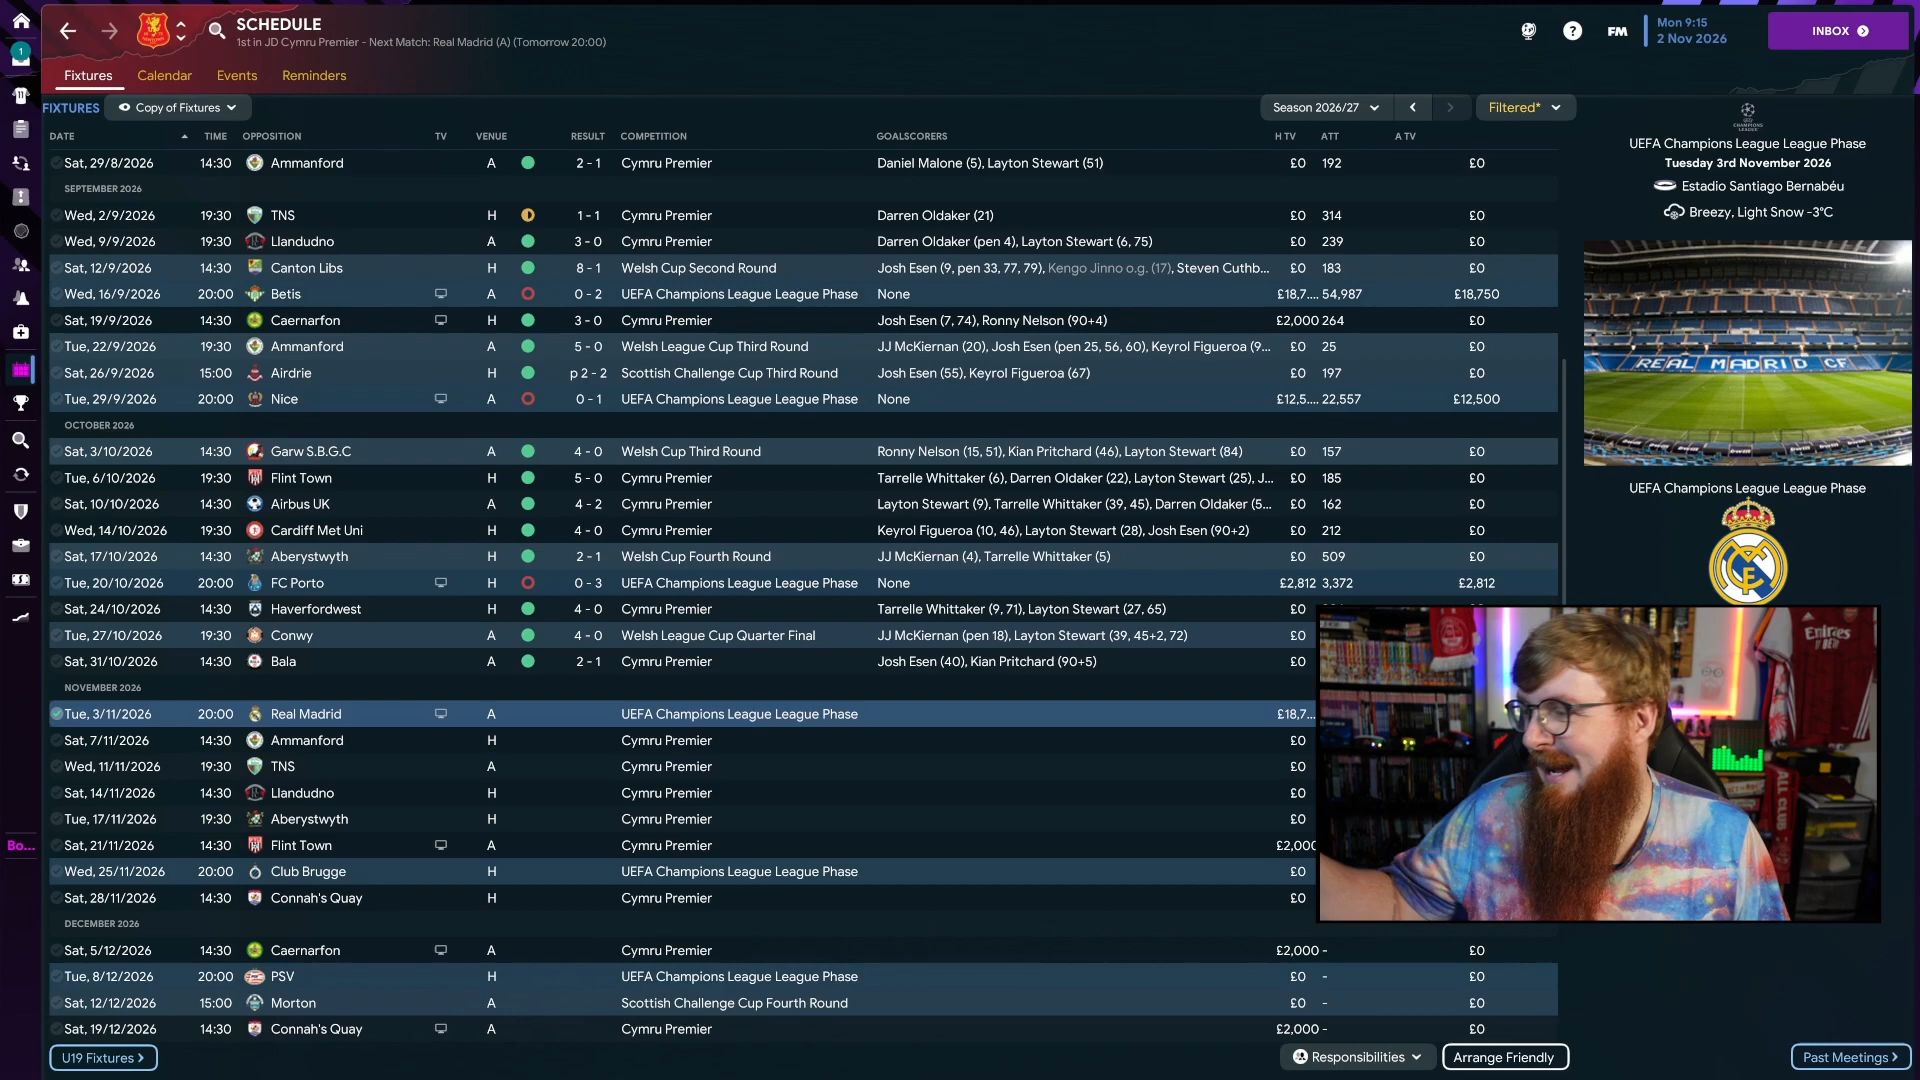 SCHEDULE
1st in JD Cymru Premier - Next Match: Real Madrid (A) (Tomorrow 20:00)
FM
Mon 9:15
2 Nov 2026
INBOX
1
Fixtures Calendar Events Reminders
FIXTURES Copy of Fixtures Season 2026/27 Filtered*
DATE TIME OPPOSITION TV VENUE RESULT COMPETITION GOALSCORERS H TV ATT A TV
Sat, 29/8/2026 14:30 Ammanford A 2 - 1 Cymru Premier Daniel Malone (5), Layton Stewart (51) £0 192 £0
SEPTEMBER 2026
Wed, 2/9/2026 19:30 TNS H 1 - 1 Cymru Premier Darren Oldaker (21) £0 314 £0
Wed, 9/9/2026 19:30 Llandudno A 3 - 0 Cymru Premier Darren Oldaker (pen 4), Layton Stewart (6, 75) £0 239 £0
Sat, 12/9/2026 14:30 Canton Libs H 8 - 1 Welsh Cup Second Round Josh Esen (9, pen 33, 77, 79), Kengo Jinno o.g. (17), Steven Cuthb... £0 183 £0
Wed, 16/9/2026 20:00 Betis A 0 - 2 UEFA Champions League League Phase None £18,7... 54,987 £18,750
Sat, 19/9/2026 14:30 Caernarfon H 3 - 0 Cymru Premier Josh Esen (7, 74), Ronny Nelson (90+4) £2,000 264 £0
Tue, 22/9/2026 19:30 Ammanford A 5 - 0 Welsh League Cup Third Round JJ McKiernan (20), Josh Esen (pen 25, 56, 60), Keyrol Figueroa (9... £0 25 £0
Sat, 26/9/2026 15:00 Airdrie H p 2 - 2 Scottish Challenge Cup Third Round Josh Esen (55), Keyrol Figueroa (67) £0 197 £0
Tue, 29/9/2026 20:00 Nice A 0 - 1 UEFA Champions League League Phase None £12,5... 22,557 £12,500
OCTOBER 2026
Sat, 3/10/2026 14:30 Garw S.B.G.C A 4 - 0 Welsh Cup Third Round Ronny Nelson (15, 51), Kian Pritchard (46), Layton Stewart (84) £0 157 £0
Tue, 6/10/2026 19:30 Flint Town H 5 - 0 Cymru Premier Tarrelle Whittaker (6), Darren Oldaker (22), Layton Stewart (25), J... £0 185 £0
Sat, 10/10/2026 14:30 Airbus UK A 4 - 2 Cymru Premier Layton Stewart (9), Tarrelle Whittaker (39, 45), Darren Oldaker (5... £0 162 £0
Wed, 14/10/2026 19:30 Cardiff Met Uni H 4 - 0 Cymru Premier Keyrol Figueroa (10, 46), Layton Stewart (28), Josh Esen (90+2) £0 212 £0
Sat, 17/10/2026 14:30 Aberystwyth H 2 - 1 Welsh Cup Fourth Round JJ McKiernan (4), Tarrelle Whittaker (5) £0 509 £0
Tue, 20/10/2026 20:00 FC Porto H 0 - 3 UEFA Champions League League Phase None £2,812 3,372 £2,812
Sat, 24/10/2026 14:30 Haverfordwest H 4 - 0 Cymru Premier Tarrelle Whittaker (9, 71), Layton Stewart (27, 65) £0
Tue, 27/10/2026 19:30 Conwy A 4 - 0 Welsh League Cup Quarter Final JJ McKiernan (pen 18), Layton Stewart (39, 45+2, 72) £0
Sat, 31/10/2026 14:30 Bala A 2 - 1 Cymru Premier Josh Esen (40), Kian Pritchard (90+5) £0
NOVEMBER 2026
Tue, 3/11/2026 20:00 Real Madrid A UEFA Champions League League Phase £18,7...
Sat, 7/11/2026 14:30 Ammanford H Cymru Premier £0
Wed, 11/11/2026 19:30 TNS A Cymru Premier £0
Sat, 14/11/2026 14:30 Llandudno H Cymru Premier £0
Tue, 17/11/2026 19:30 Aberystwyth H Cymru Premier £0
Sat, 21/11/2026 14:30 Flint Town A Cymru Premier £2,000
Wed, 25/11/2026 20:00 Club Brugge H UEFA Champions League League Phase £0
Sat, 28/11/2026 14:30 Connah's Quay H Cymru Premier £0
DECEMBER 2026
Sat, 5/12/2026 14:30 Caernarfon A Cymru Premier £2,000 - £0
Tue, 8/12/2026 20:00 PSV H UEFA Champions League League Phase £0 - £0
Sat, 12/12/2026 15:00 Morton A Scottish Challenge Cup Fourth Round £0 - £0
Sat, 19/12/2026 14:30 Connah's Quay A Cymru Premier £2,000 - £0
U19 Fixtures
Responsibilities
Arrange Friendly
Past Meetings
Bo...
CHAMPIONS LEAGUE
UEFA Champions League League Phase
Tuesday 3rd November 2026
Estadio Santiago Bernabéu
Breezy, Light Snow -3°C
REAL MADRID CF
UEFA Champions League League Phase
Emirates